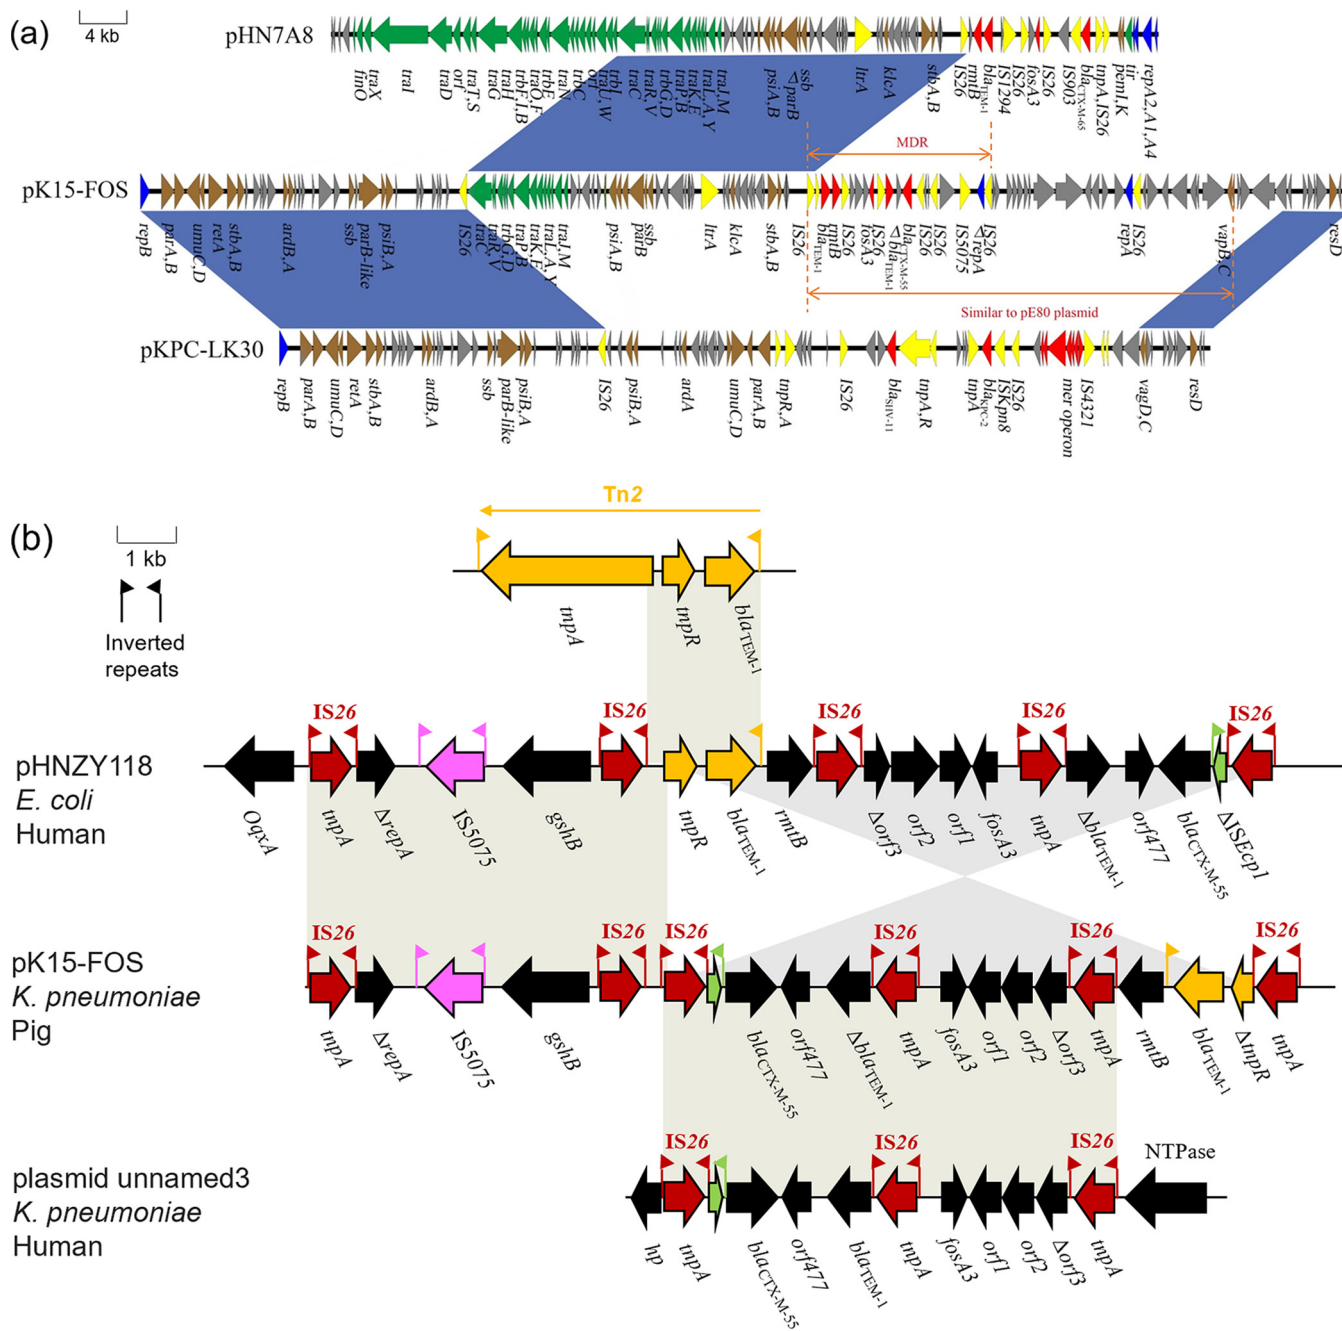 (a)
4 kb
pHN7A8
finO
traX
traI
traD
orf
traT,S
traG
traH
trbF,I,B
traQ,F
trbE
traN
trbC
orf
traU,W
trbI
traC
traR,V
trbG,D
traP,B
traK,E
traL,A,Y
traJ,M
psiA,B
ssb
∇parB
ltrA
klcA
stbA,B
IS26
rmtB
blaTEM-1
IS1294
IS26
fosA3
IS26
IS903
blaCTX-M-65
tnpA,IS26
pemI,K
tir
repA2,A1,A4
MDR
pK15-FOS
repB
parA,B
umuC,D
retA
stbA,B
ardB,A
ssb
parB-like
psiB,A
IS26
traC
traR,V
trbG,D
traP,B
traK,E
traL,A,Y
traJ,M
psiA,B
parB
ssb
ltrA
klcA
stbA,B
IS26
blaTEM-1
rmtB
IS26
fosA3
IS26
∇blaTEM-1
blaCTX-M-55
IS26
IS26
IS5075
∇repA
IS26
repA
IS26
vapB,C
resD
Similar to pE80 plasmid
pKPC-LK30
repB
parA,B
umuC,D
retA
stbA,B
ardB,A
ssb
parB-like
psiB,A
IS26
psiB,A
ardA
umuC,D
parA,B
tnpR,A
IS26
blaSHV-11
tnpA,R
tnpA
blaKPC-2
ISKpn8
IS26
mer operon
IS4321
vagD,C
resD
(b)
1 kb
Inverted
repeats
Tn2
tnpA
tnpR
blaTEM-1
IS26
IS26
IS26
IS26
IS26
pHNZY118
E. coli
Human
OqxA
tnpA
ΔrepA
IS5075
gshB
tnpR
blaTEM-1
rmtB
Δorf3
orf2
orf1
fosA3
tnpA
ΔblaTEM-1
orf477
blaCTX-M-55
ΔISEcp1
IS26
IS26
IS26
IS26
IS26
IS26
pK15-FOS
K. pneumoniae
Pig
tnpA
ΔrepA
IS5075
gshB
blaCTX-M-55
orf477
ΔblaTEM-1
tnpA
fosA3
orf1
orf2
Δorf3
tnpA
rmtB
blaTEM-1
ΔtnpR
tnpA
IS26
IS26
IS26
NTPase
plasmid unnamed3
K. pneumoniae
Human
hp
tnpA
blaCTX-M-55
orf477
blaTEM-1
tnpA
fosA3
orf1
orf2
Δorf3
tnpA